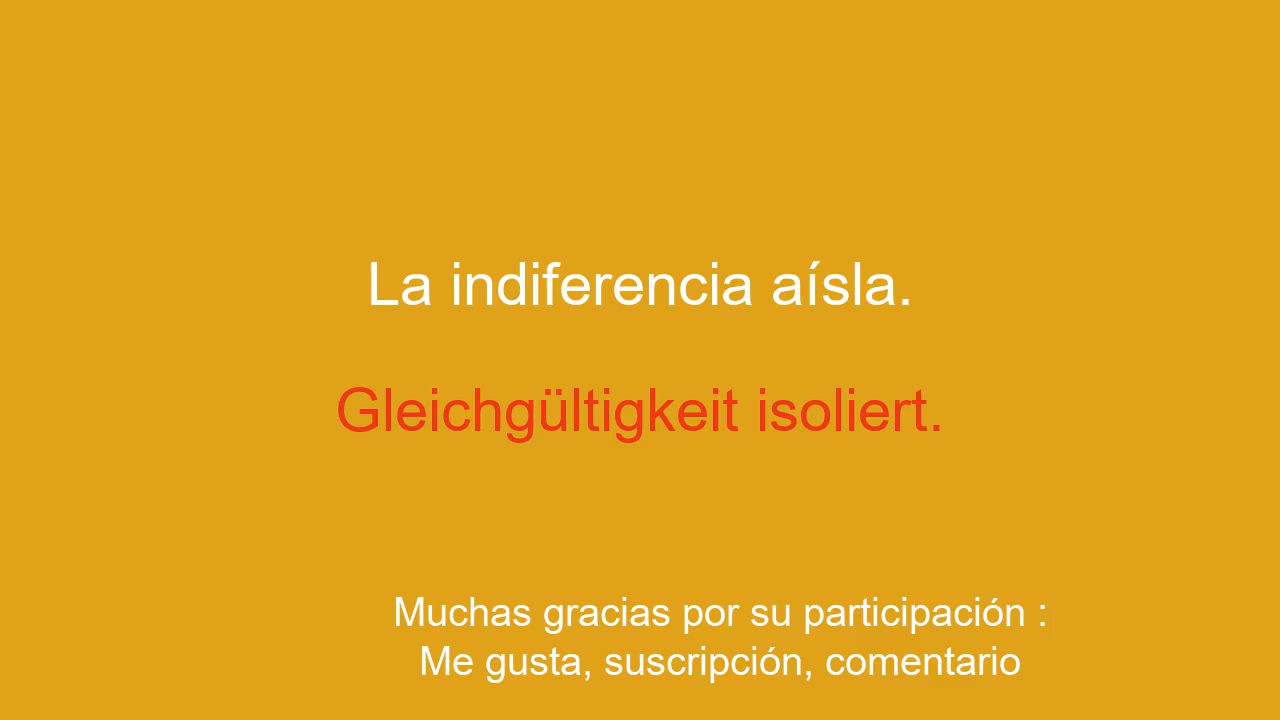 La indiferencia aísla.
Gleichgültigkeit isoliert.
Muchas gracias por su participación :
Me gusta, suscripción, comentario